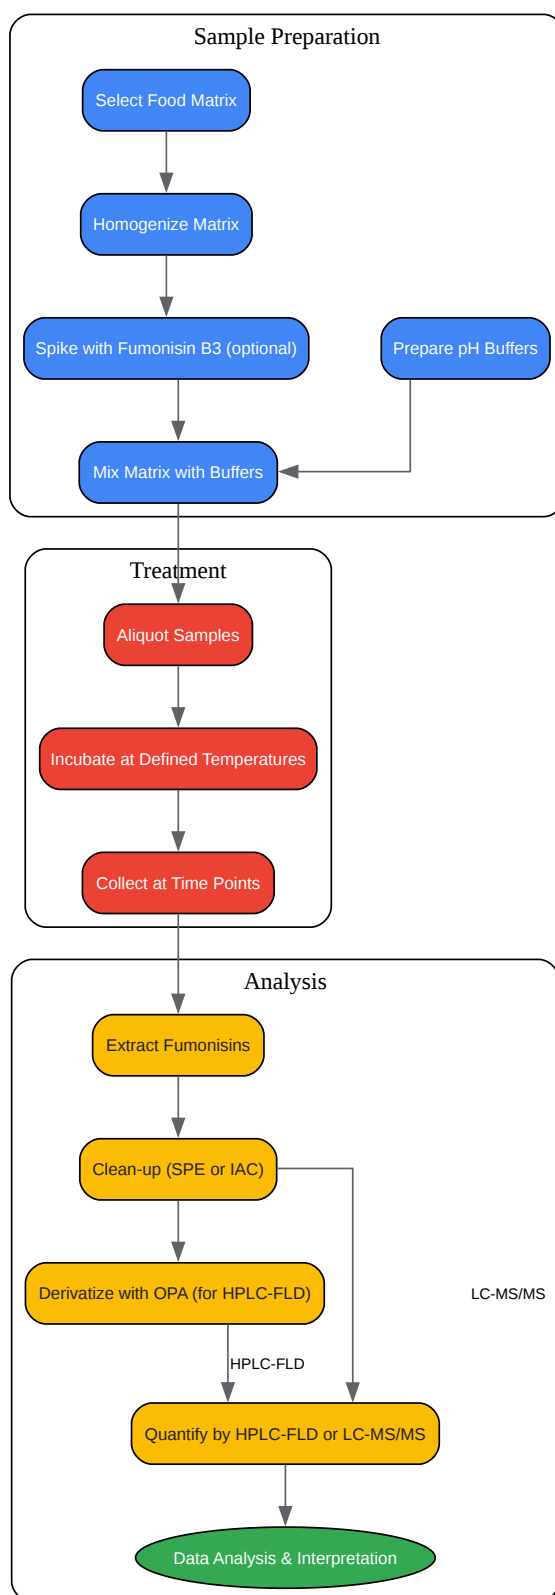 Sample Preparation
Select Food Matrix
Homogenize Matrix
Spike with Fumonisin B3 (optional)
Prepare pH Buffers
Mix Matrix with Buffers
Treatment
Aliquot Samples
Incubate at Defined Temperatures
Collect at Time Points
Analysis
Extract Fumonisins
Clean-up (SPE or IAC)
Derivatize with OPA (for HPLC-FLD)
LC-MS/MS
HPLC-FLD
Quantify by HPLC-FLD or LC-MS/MS
Data Analysis & Interpretation